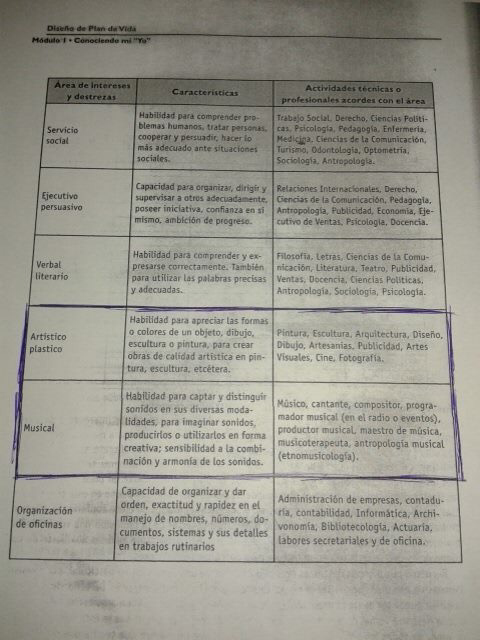 Diseño de Plan de Vida
Módulo 1 • Conociendo mi "Yo"
Área de intereses
y destrezas
Características
Actividades técnicas o
profesionales acordes con el área
Servicio
social
Habilidad para comprender pro-
blemas humanos, tratar personas,
cooperar y persuadir, hacer lo
más adecuado ante situaciones
sociales.
Trabajo Social, Derecho, Ciencias Políti-
cas, Psicología, Pedagogía, Enfermería,
Medicina, Ciencias de la Comunicación,
Turismo, Odontología, Optometría,
Sociología, Antropología.
Ejecutivo
persuasivo
Capacidad para organizar, dirigir y
supervisar a otros adecuadamente,
poseer iniciativa, confianza en sí
mismo, ambición de progreso.
Relaciones Internacionales, Derecho,
Ciencias de la Comunicación, Pedagogía,
Antropología, Publicidad, Economía, Eje-
cutivo de Ventas, Psicología, Docencia.
Verbal
literario
Habilidad para comprender y ex-
presarse correctamente. También
para utilizar las palabras precisas
y adecuadas.
Filosofía, Letras, Ciencias de la Comu-
nicación, Literatura, Teatro, Publicidad,
Ventas, Docencia, Ciencias Políticas,
Antropología, Sociología, Psicología.
Artístico
plástico
Habilidad para apreciar las formas
o colores de un objeto, dibujo,
escultura o pintura, para crear
obras de calidad artística en pin-
tura, escultura, etcétera.
Pintura, Escultura, Arquitectura, Diseño,
Dibujo, Artesanías, Publicidad, Artes
Visuales, Cine, Fotografía.
Musical
Habilidad para captar y distinguir
sonidos en sus diversas moda-
lidades, para imaginar sonidos,
producirlos o utilizarlos en forma
creativa; sensibilidad a la combi-
nación y armonía de los sonidos.
Músico, cantante, compositor, progra-
mador musical (en el radio o eventos),
productor musical, maestro de música,
musicoterapeuta, antropología musical
(etnomusicología).
Organización
de oficinas
Capacidad de organizar y dar
orden, exactitud y rapidez en el
manejo de nombres, números, do-
cumentos, sistemas y sus detalles
en trabajos rutinarios
Administración de empresas, contadu-
ría, contabilidad, Informática, Archi-
vonomía, Bibliotecología, Actuaría,
labores secretariales y de oficina.